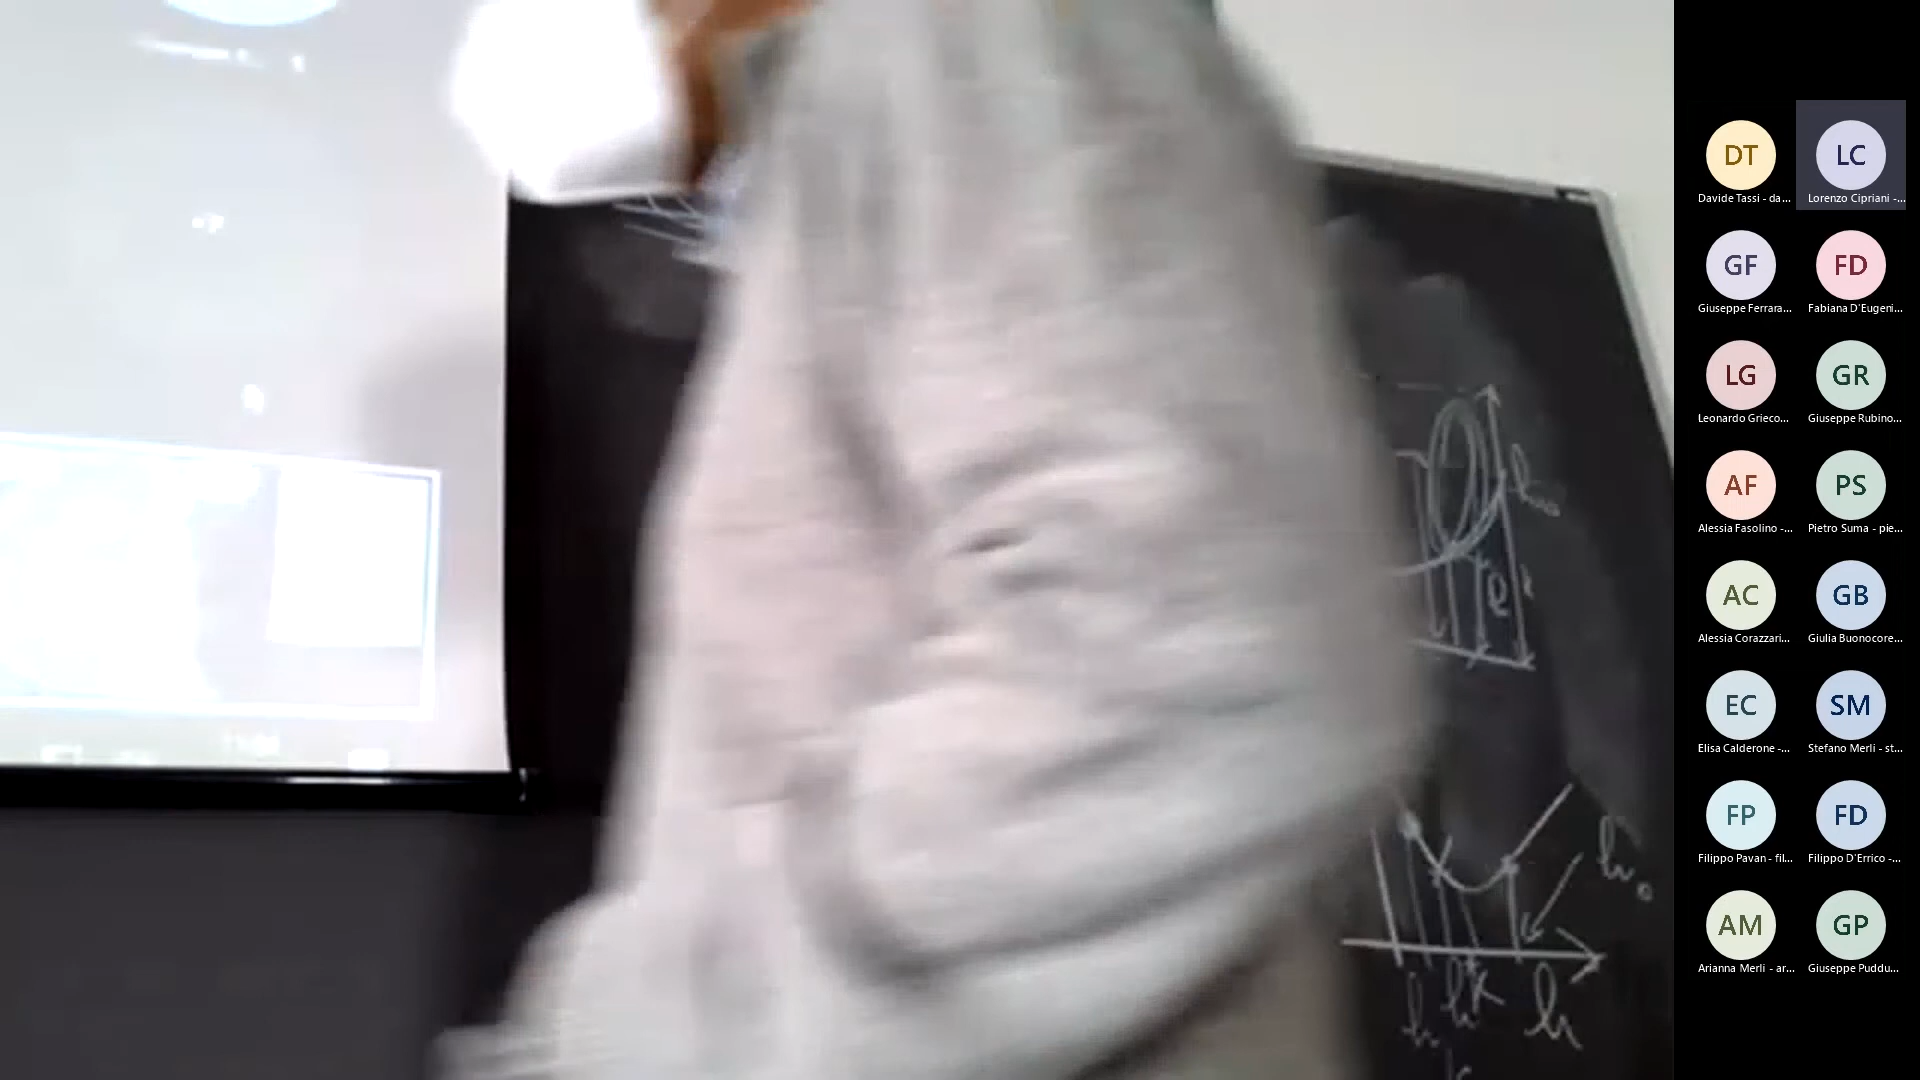 DT
LC
Davide Tassi - da...
Lorenzo Cipriani -...
GF
FD
Giuseppe Ferrara...
Fabiana D'Eugeni...
LG
GR
Leonardo Grieco...
Giuseppe Rubino...
AF
PS
Alessia Fasolino -...
Pietro Suma - pie...
AC
GB
Alessia Corazzari...
Giulia Buonocore...
EC
SM
Elisa Calderone -...
Stefano Merli - st...
FP
FD
Filippo Pavan - fil...
Filippo D'Errico -...
AM
GP
Arianna Merli - ar...
Giuseppe Puddu...